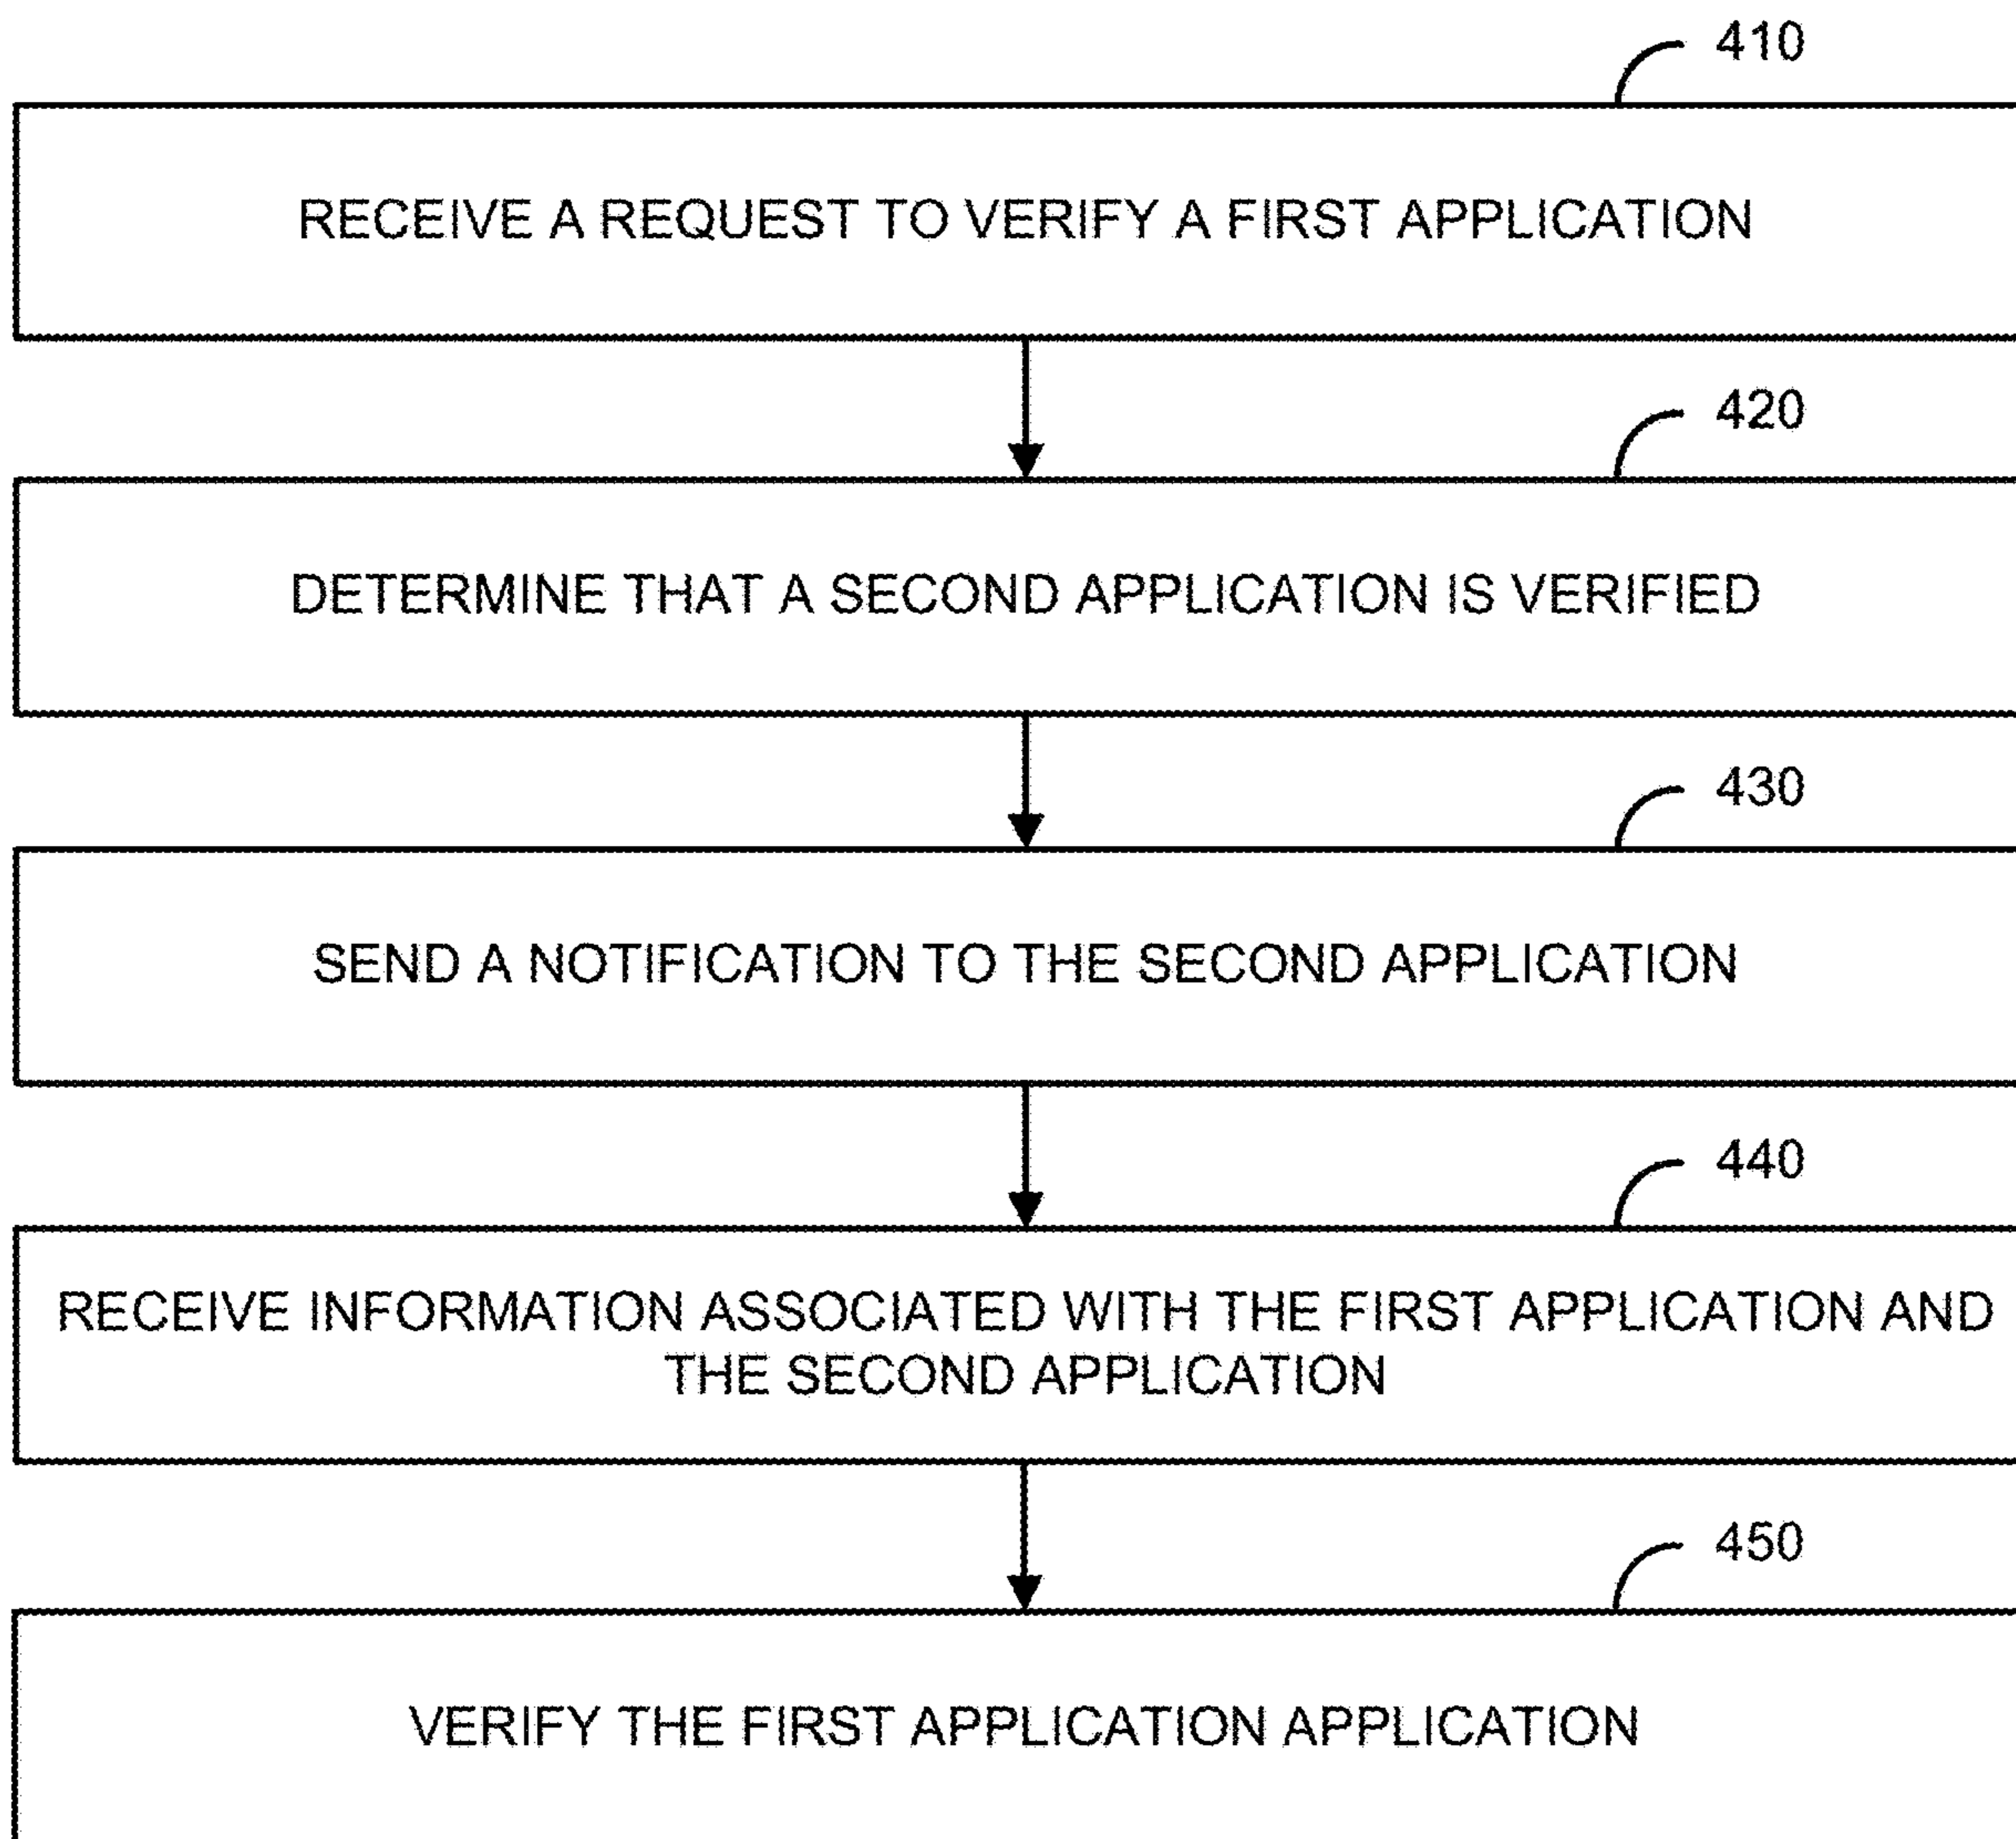 410
RECEIVE A REQUEST TO VERIFY A FIRST APPLICATION
420
DETERMINE THAT A SECOND APPLICATION IS VERIFIED
430
SEND A NOTIFICATION TO THE SECOND APPLICATION
440
RECEIVE INFORMATION ASSOCIATED WITH THE FIRST APPLICATION AND
THE SECOND APPLICATION
450
VERIFY THE FIRST APPLICATION APPLICATION